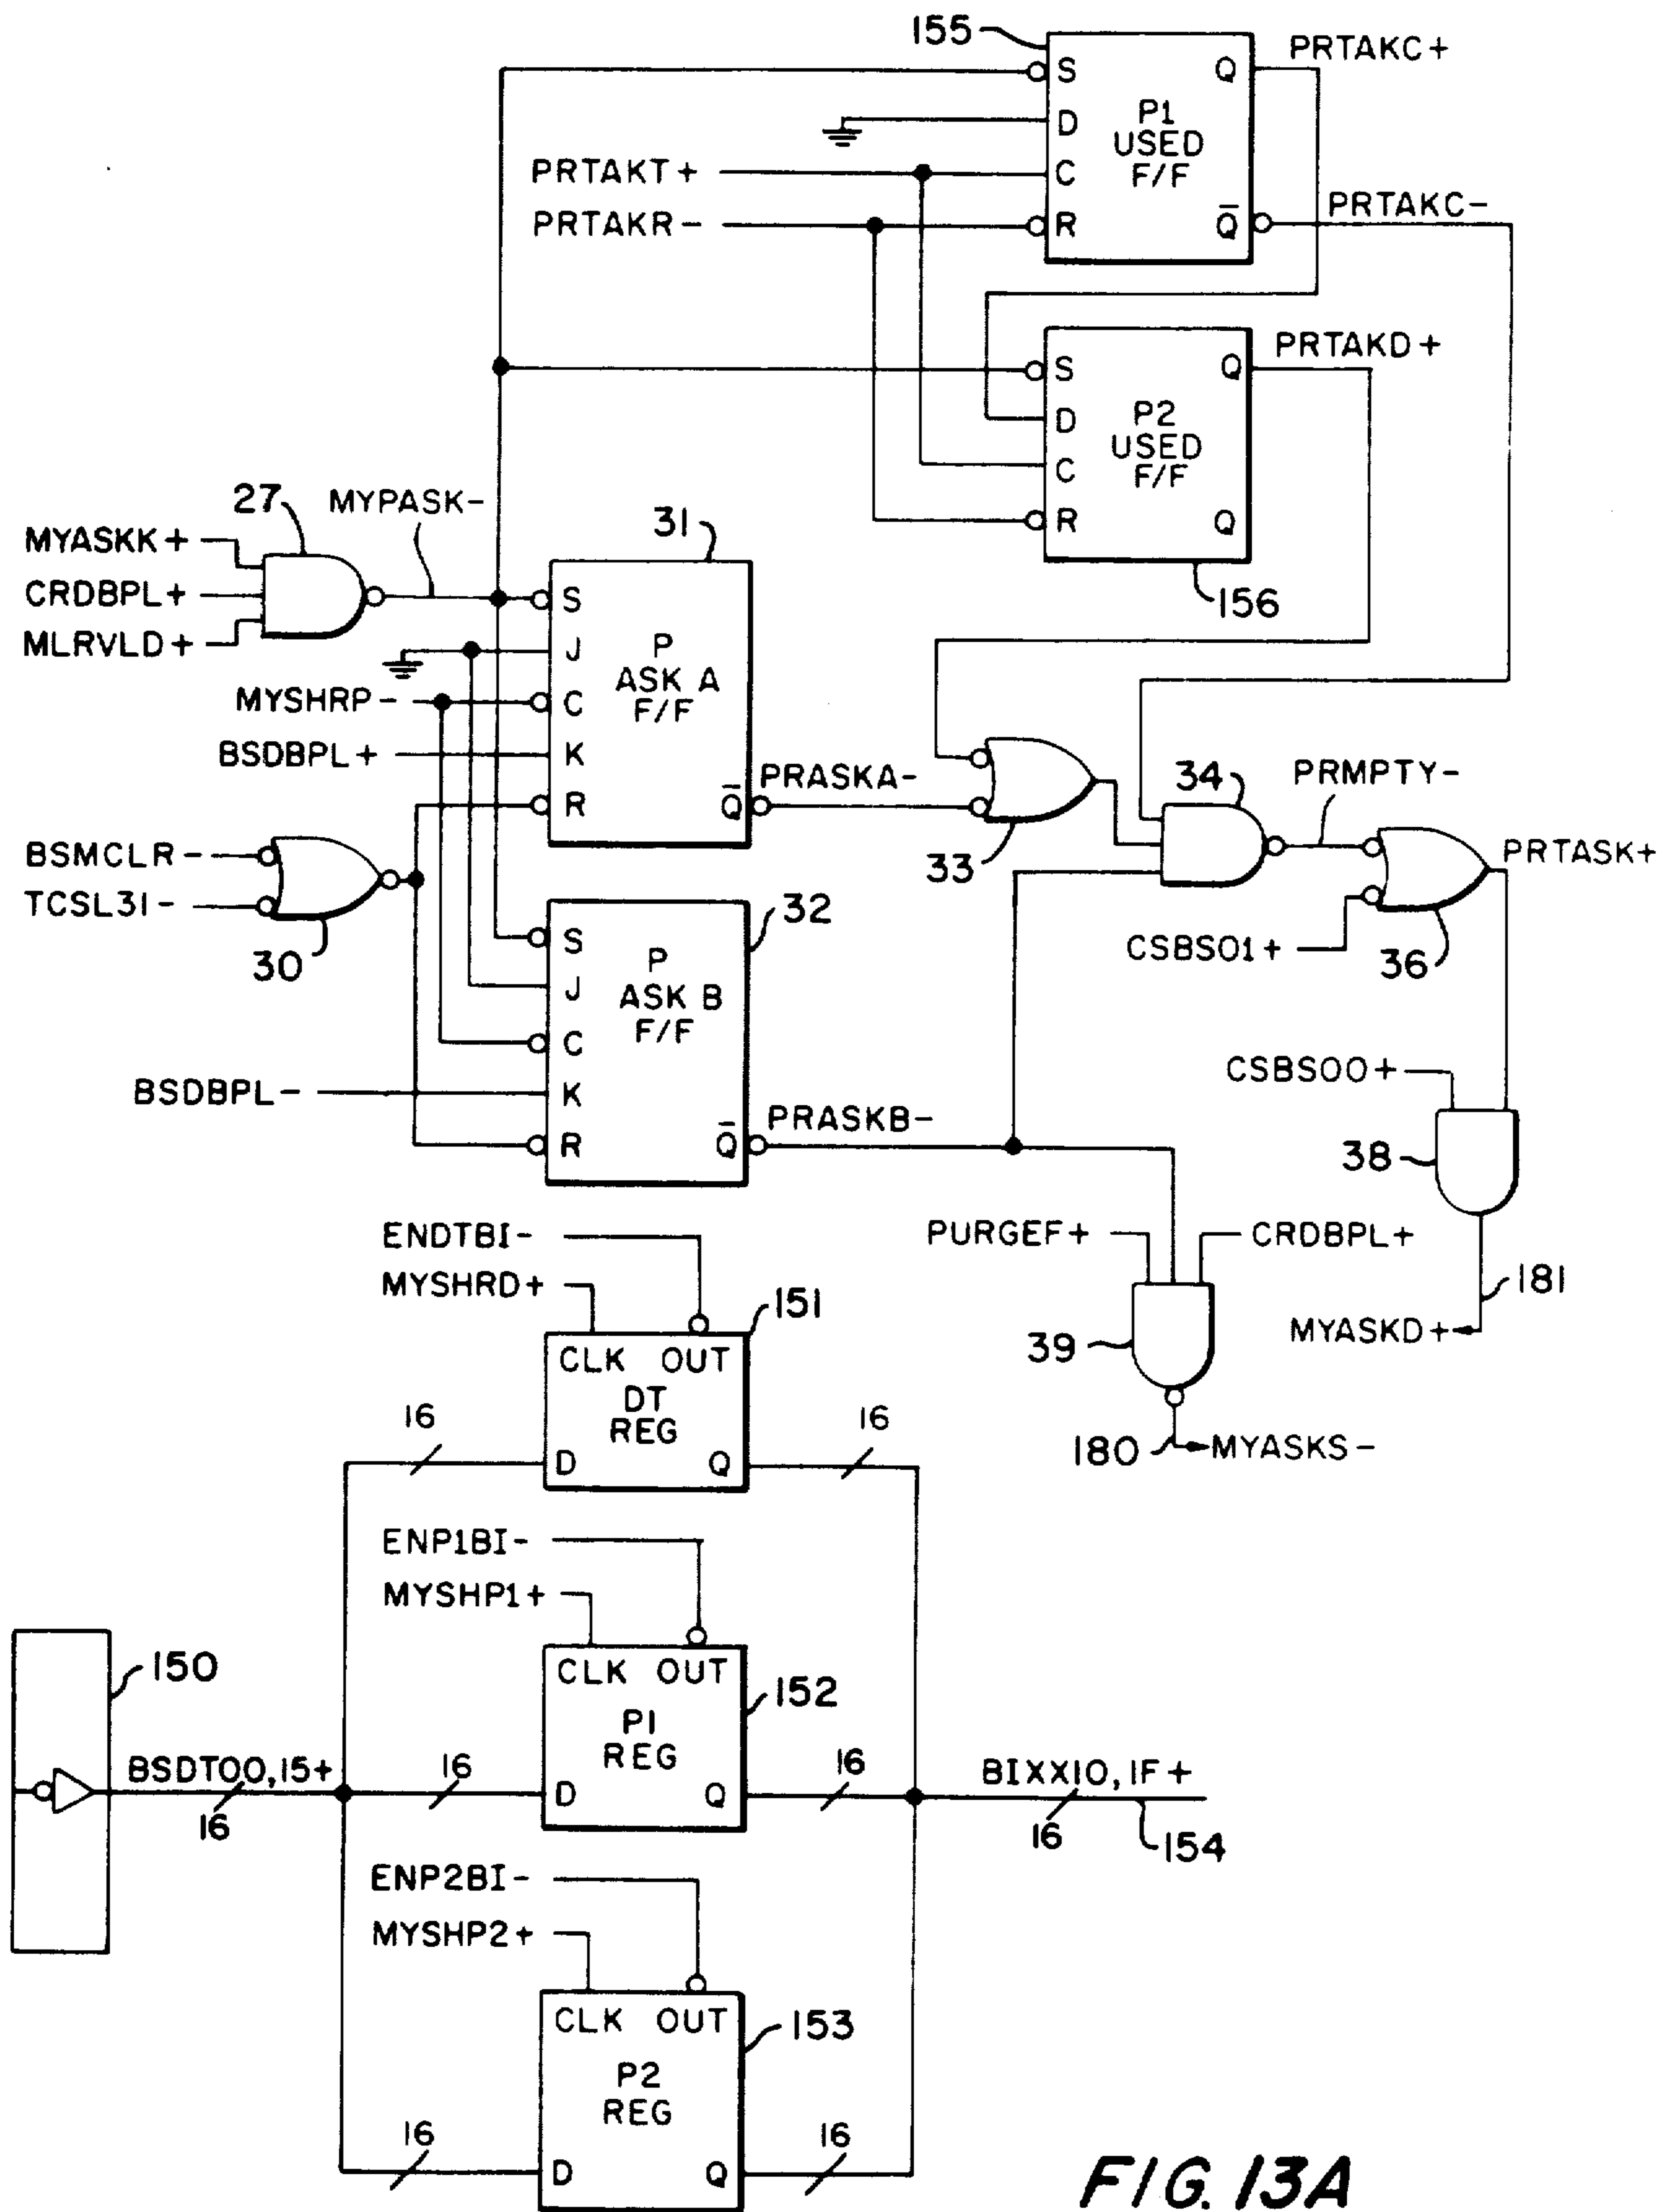 155
PRTAKC+
S
Q
D
P1
USED
F/F
PRTAKT+
C
PRTAKR-
R
Q
PRTAKC-
PRTAKD+
S
Q
D
P2
USED
F/F
C
R
Q
156
27
MYPASK-
MYASKK+
CRDBPL+
MLRVLD+
31
S
P
ASK A
F/F
J
MYSHRP-
C
BSDBPL+
K
R
Q
PRASKA-
33
34
PRMPTY-
PRTASK+
BSMCLR-
TCSL31-
30
32
CSBS01+
36
S
P
ASK B
F/F
J
C
BSDBPL-
K
R
Q
PRASKB-
CSBS00+
38
PURGEF+
CRDBPL+
39
181
MYASKD+
180
MYASKS-
ENDTBI-
MYSHRD+
151
CLK OUT
DT
REG
16
16
D
Q
ENP1BI-
MYSHP1+
150
CLK OUT
152
P1
REG
BSDT00,15+
16
16
16
D
Q
BIXX10,1F+
16
154
ENP2BI-
MYSHP2+
CLK OUT
153
P2
REG
16
16
D
Q
FIG. 13A